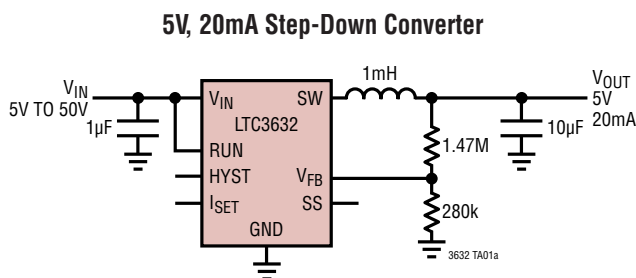 5V, 20mA Step-Down Converter
1mH
VIN
5V TO 50V
1µF
VIN
SW
LTC3632
RUN
HYST
VFB
ISET
SS
GND
VOUT
5V
20mA
10µF
1.47M
280k
3632 TA01a